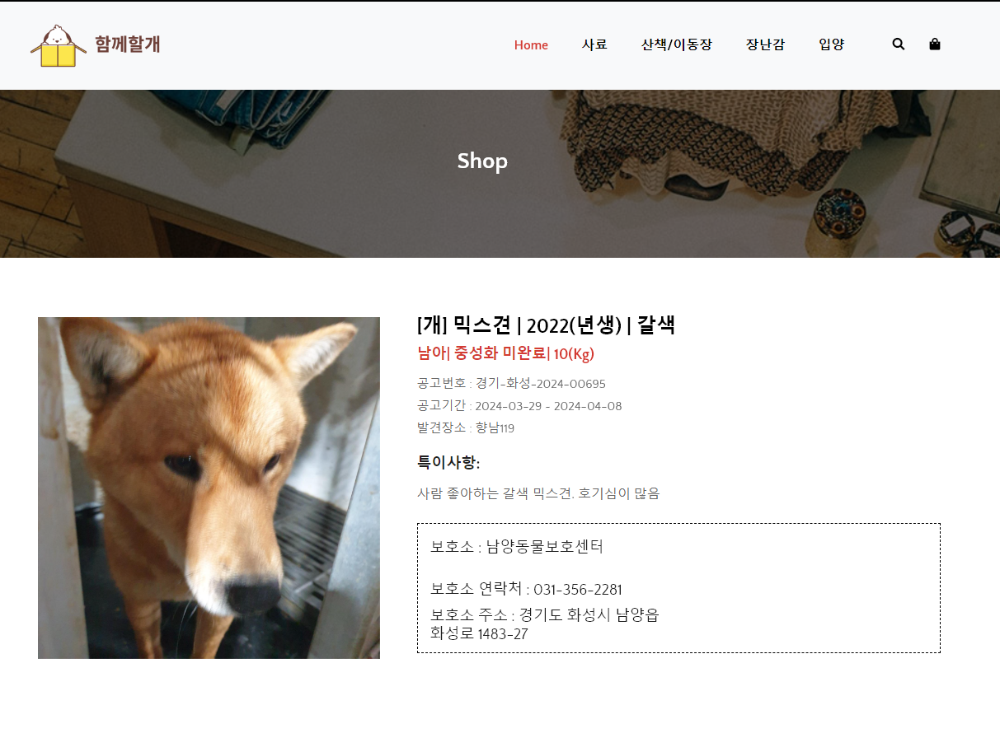 함께할개
Home 사료 산책/이동장 장난감 입양
Shop
[개] 믹스견 | 2022(년생) | 갈색
남아| 중성화 미완료| 10(Kg)
공고번호 : 경기-화성-2024-00695
공고기간 : 2024-03-29 - 2024-04-08
발견장소 : 향남119
특이사항:
사람 좋아하는 갈색 믹스견. 호기심이 많음
보호소 : 남양동물보호센터
보호소 연락처 : 031-356-2281
보호소 주소 : 경기도 화성시 남양읍
화성로 1483-27